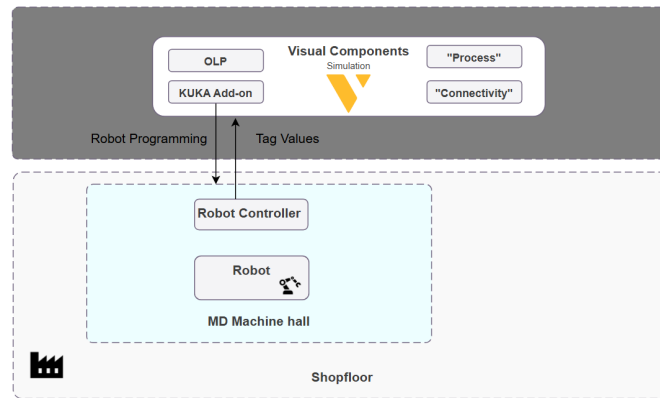 Visual Components
Simulation
OLP
KUKA Add-on
"Process"
"Connectivity"
Robot Programming
Tag Values
Robot Controller
Robot
MD Machine hall
Shopfloor